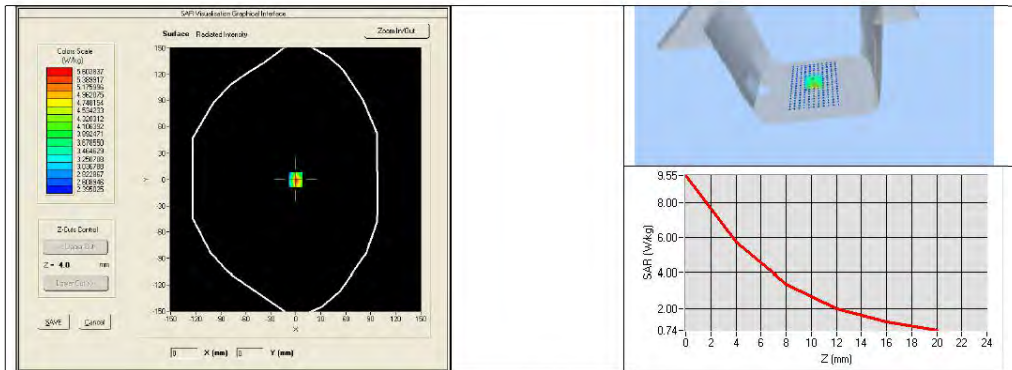 SAR Visualisation Graphical Interface
Surface Radiated Intensity
Zoom In/Out
Colors Scale
(W/kg)
5.603837
5.389917
5.175996
4.962075
4.748154
4.534233
4.320312
4.106392
3.892471
3.678550
3.464629
3.250708
3.036788
2.822867
2.608946
2.395025
Z-Cuts Control
Z = 4.0 mm
SAVE Cancel
150
120
90
60
30
0
-30
-60
-90
-120
-150
Y
-150 -120 -90 -60 -30 0 30 60 90 120 150
X
0 X (mm) 0 Y (mm)
9.55
8.00
6.00
4.00
2.00
0.74
SAR (W/kg)
0 2 4 6 8 10 12 14 16 18 20 22 24
Z (mm)